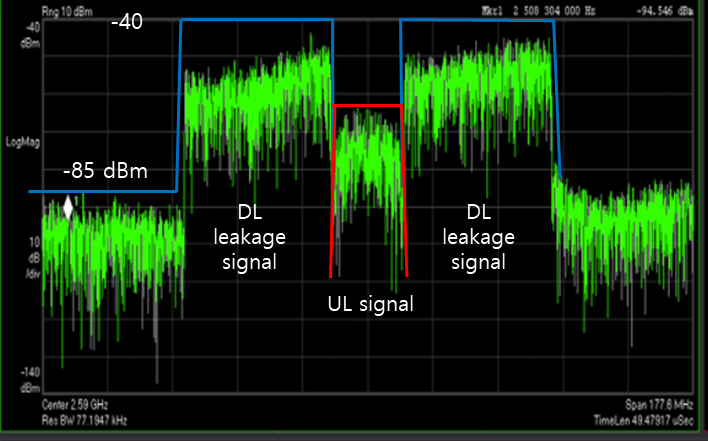 Rng 10 dBm
Mkr1 2 508 304 000 Hz -94.546 dBm
-40
dBm
-40
LogMag
-85 dBm
1
DL
leakage
signal
DL
leakage
signal
10
dB
/div
UL signal
-140
dBm
Center 2.59 GHz
Span 177.6 MHz
Res BW 77.1947 kHz
TimeLen 49.47917 uSec